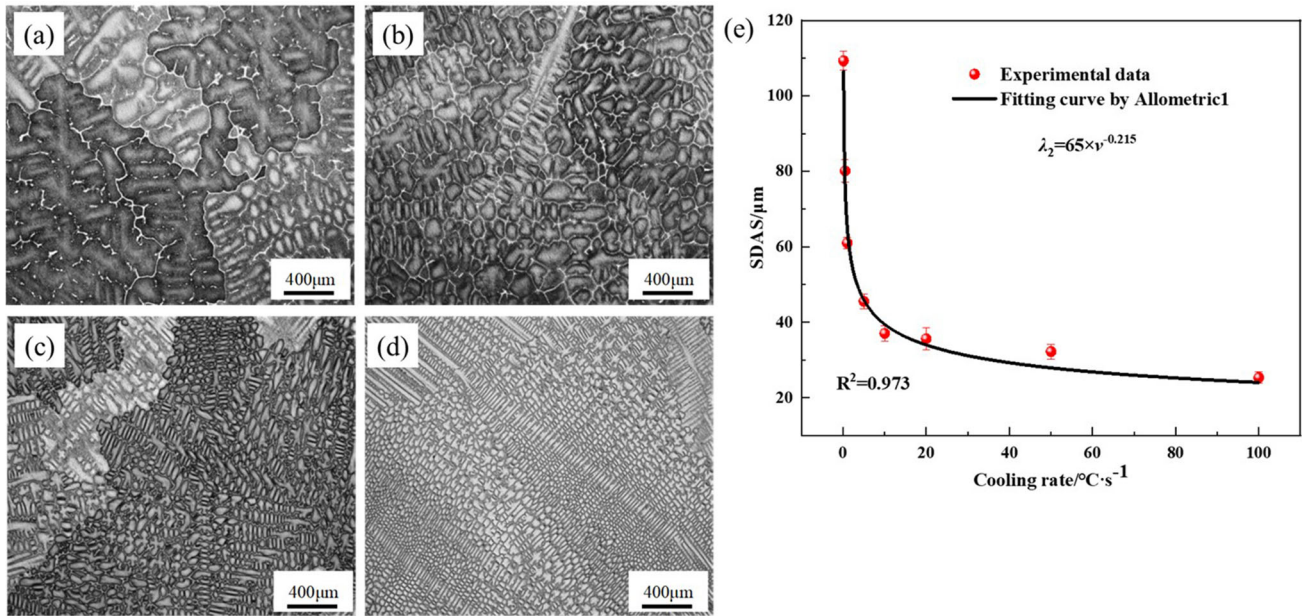 (a)
400μm
(b)
400μm
(c)
400μm
(d)
400μm
(e)
120
100
80
60
40
20
SDAS/μm
Experimental data
Fitting curve by Allometric1
λ₂=65×v⁻⁰·²¹⁵
R²=0.973
0 20 40 60 80 100
Cooling rate/°C·s⁻¹